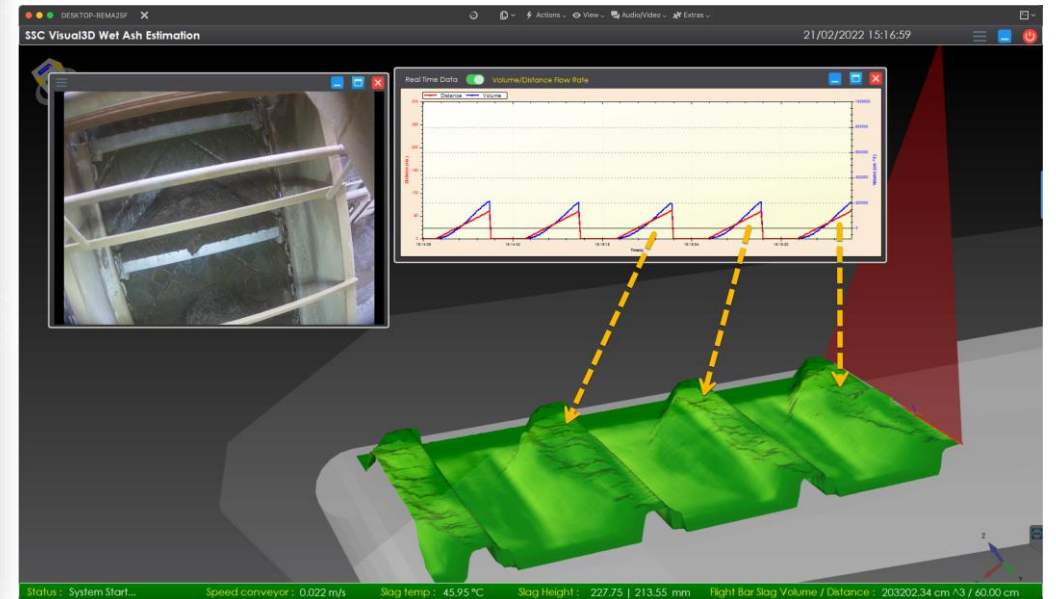 DESKTOP-REMA25F
Actions
View
Audio/Video
Extras
SSC Visual3D Wet Ash Estimation
21/02/2022 15:16:59
Real Time Data
Volume/Distance Flow Rate
Distance
Volume
Time(s)
Z
Y
Status : System Start...
Speed conveyor : 0.022 m/s
Slag temp : 45.95 °C
Slag Height : 227.75 | 213.55 mm
Flight Bar Slag Volume / Distance : 203202.34 cm ^3 / 60.00 cm